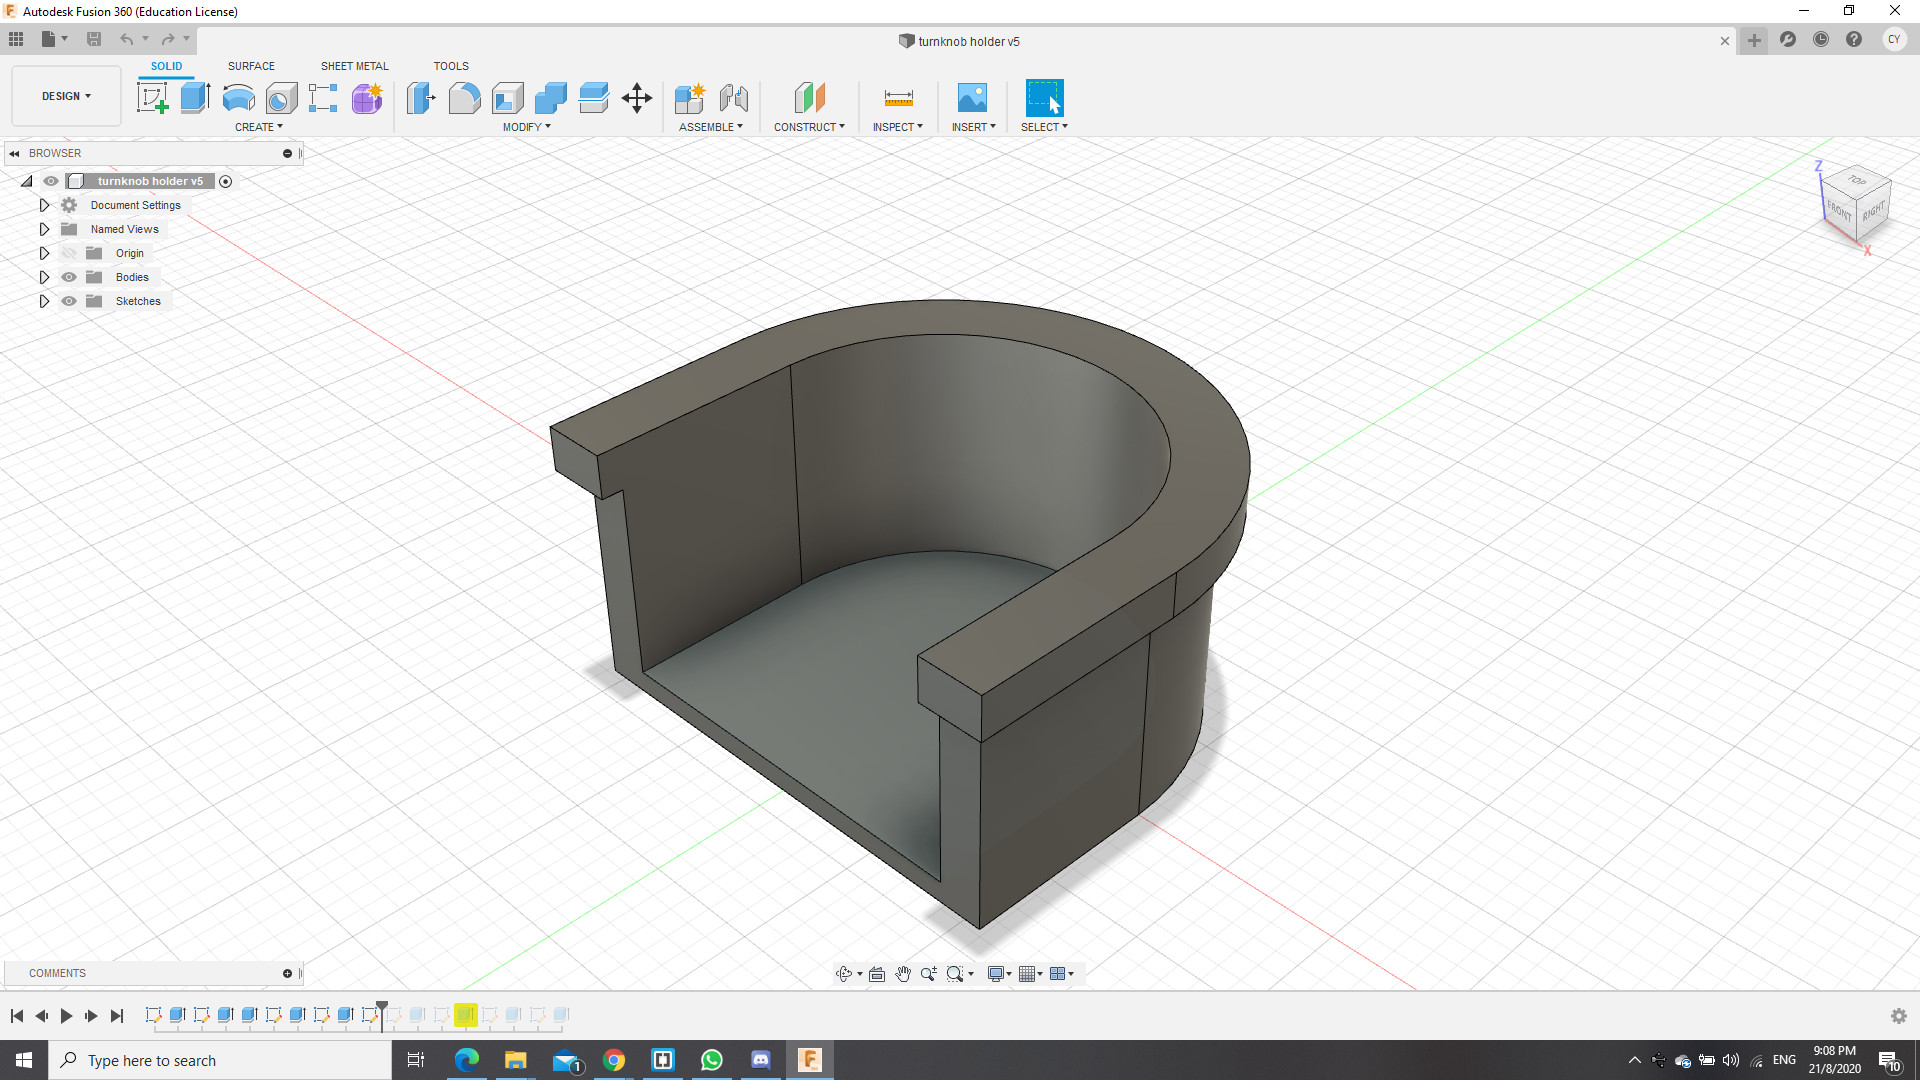 Autodesk Fusion 360 (Education License)
turnknob holder v5
CY
DESIGN
SOLID SURFACE SHEET METAL TOOLS
CREATE MODIFY ASSEMBLE CONSTRUCT INSPECT INSERT SELECT
BROWSER
turnknob holder v5
Document Settings
Named Views
Origin
Bodies
Sketches
Z
TOP
FRONT RIGHT
X
COMMENTS
Type here to search
1
ENG
9:08 PM
21/8/2020
10